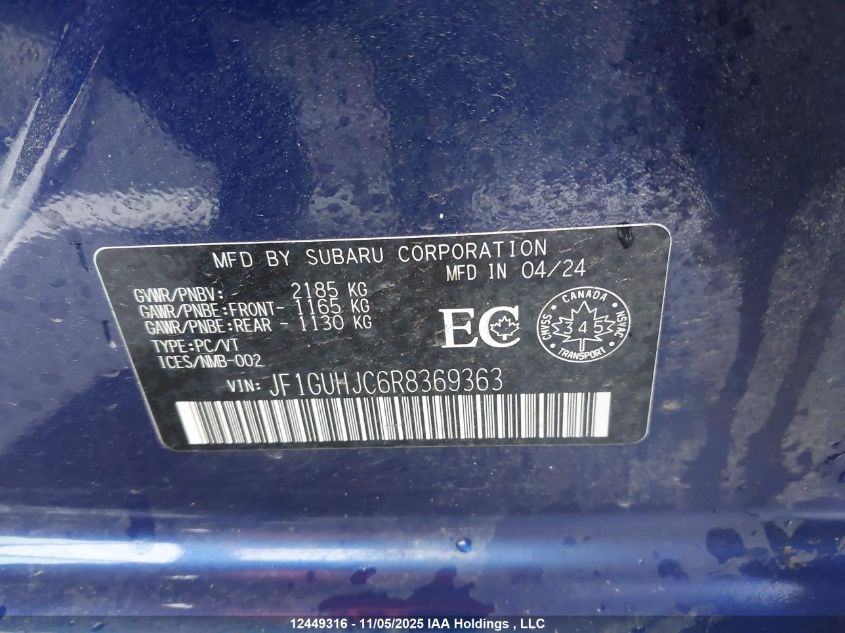 MFD BY SUBARU CORPORATION
MFD IN 04/24
GVWR/PNBV: 2185 KG
GAWR/PNBE:FRONT- 1165 KG
GAWR/PNBE:REAR - 1130 KG
TYPE:PC/VT
ICES/NMB-002
EC
CANADA
CMVSS 345 NSVAC
TRANSPORT
VIN: JF1GUHJC6R8369363
12449316 - 11/05/2025 IAA Holdings , LLC